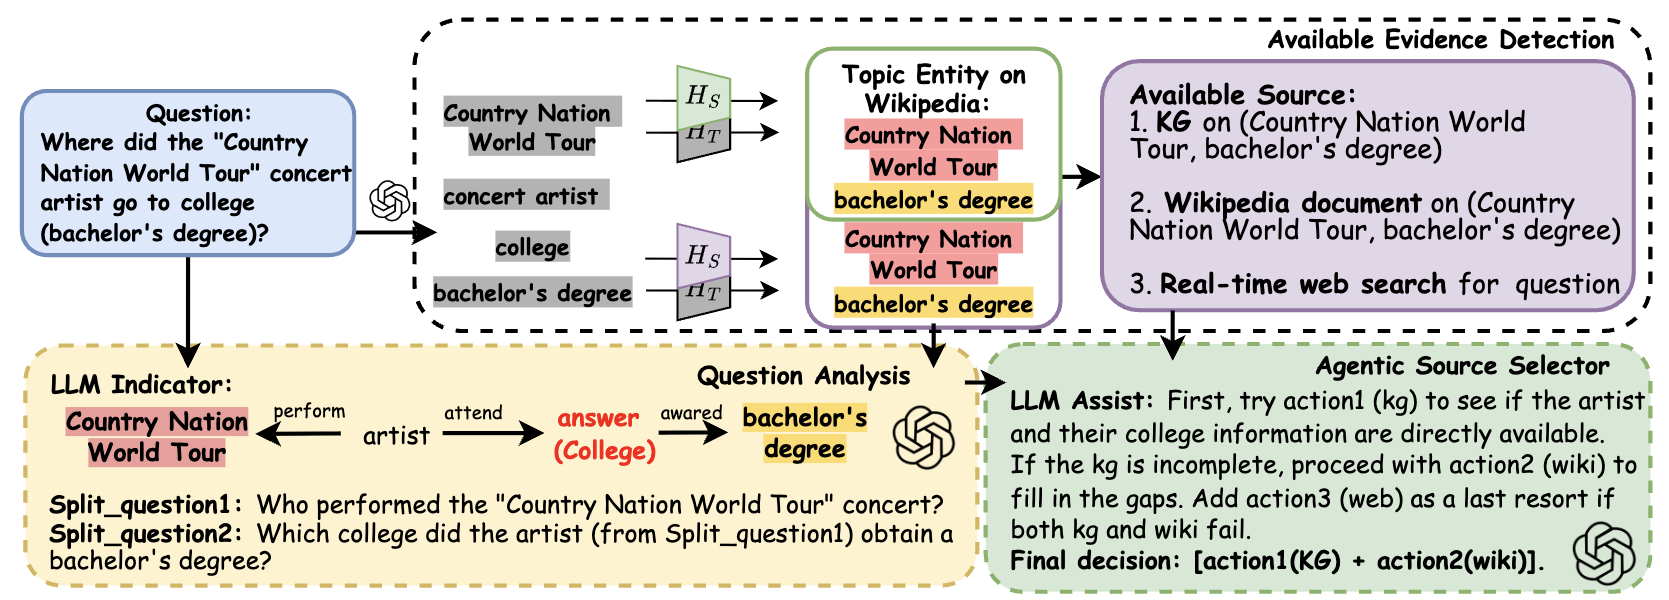 Available Evidence Detection
Question:
Where did the "Country
Nation World Tour" concert
artist go to college
(bachelor's degree)?
Country Nation
World Tour
concert artist
college
bachelor's degree
H_S
H_T
H_S
H_T
Topic Entity on
Wikipedia:
Country Nation
World Tour
bachelor's degree
Country Nation
World Tour
bachelor's degree
Available Source:
1. KG on (Country Nation World
Tour, bachelor's degree)
2. Wikipedia document on (Country
Nation World Tour, bachelor's degree)
3. Real-time web search for question
LLM Indicator:
Question Analysis
Country Nation
World Tour
perform
artist
attend
answer
(College)
awared
bachelor's
degree
Split_question1: Who performed the "Country Nation World Tour" concert?
Split_question2: Which college did the artist (from Split_question1) obtain a
bachelor's degree?
Agentic Source Selector
LLM Assist: First, try action1 (kg) to see if the artist
and their college information are directly available.
If the kg is incomplete, proceed with action2 (wiki) to
fill in the gaps. Add action3 (web) as a last resort if
both kg and wiki fail.
Final decision: [action1(KG) + action2(wiki)].